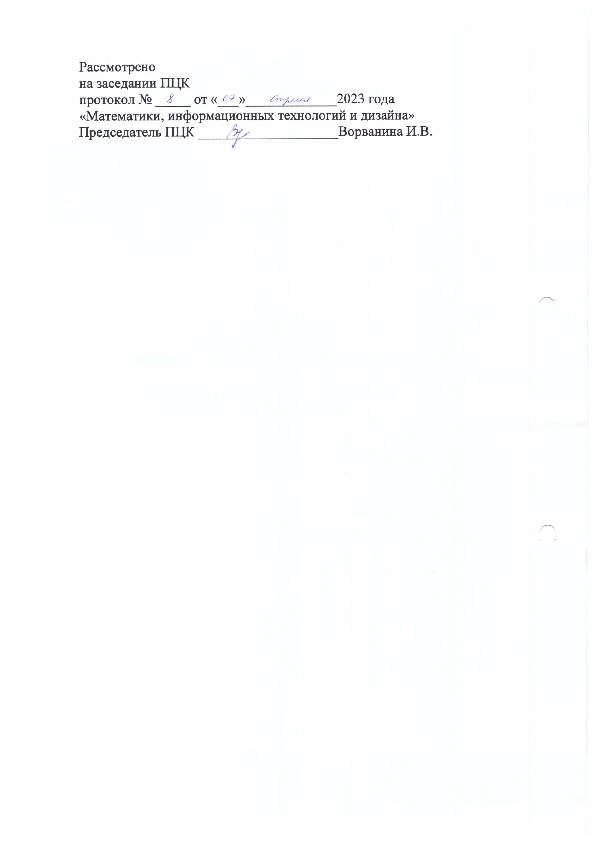 Рассмотрено
на заседании ПЦК
протокол № 8 от «07» апреля 2023 года
«Математики, информационных технологий и дизайна»
Председатель ПЦК Ворванина И.В.